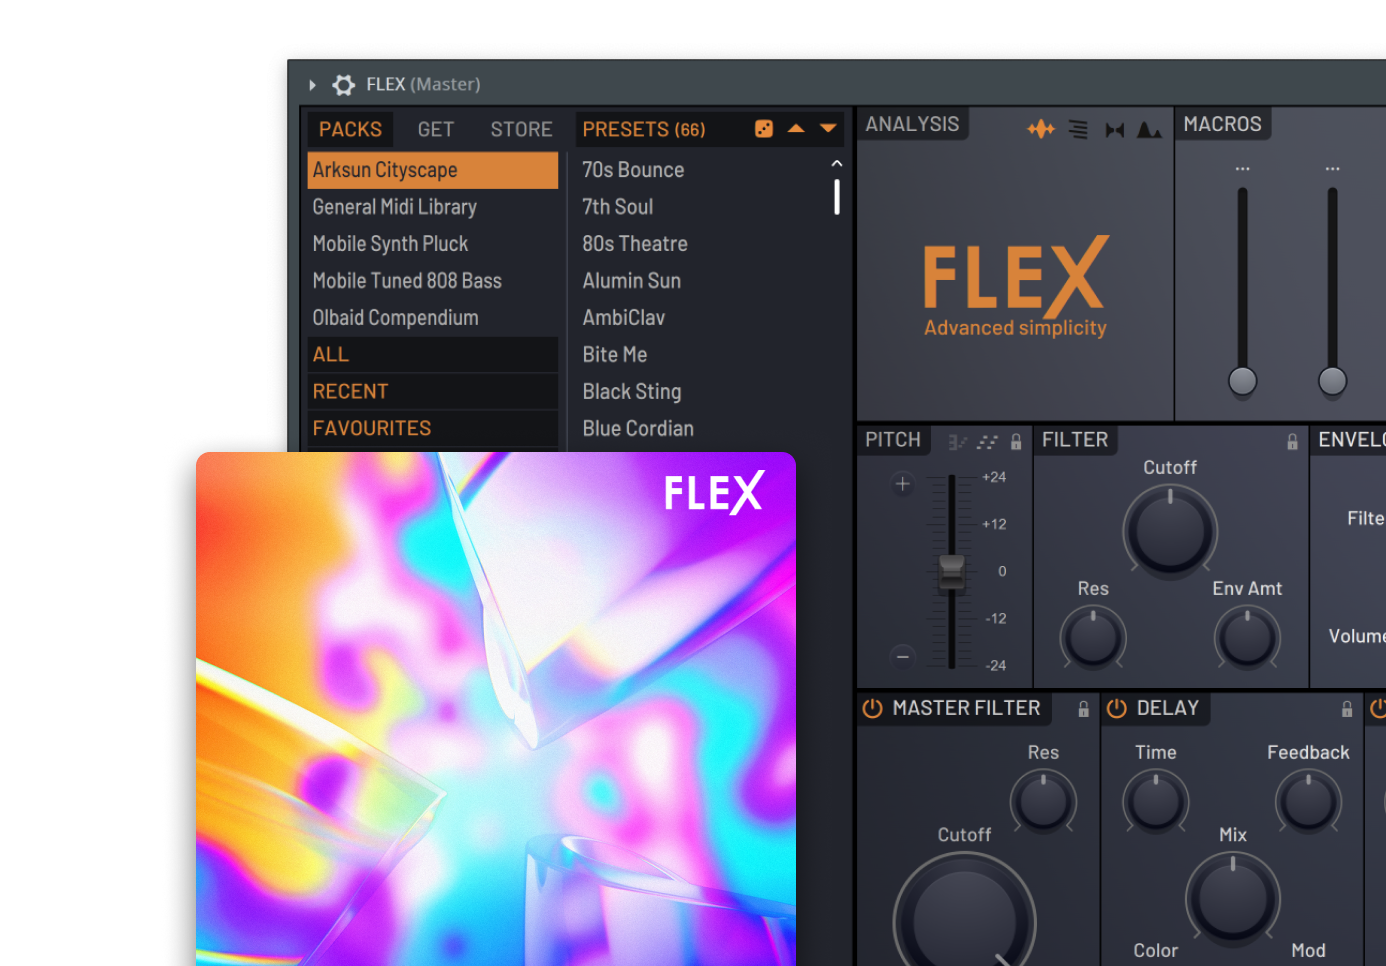 FLEX (Master)
PACKS GET STORE
Arksun Cityscape
General Midi Library
Mobile Synth Pluck
Mobile Tuned 808 Bass
Olbaid Compendium
ALL
RECENT
FAVOURITES
PRESETS (66)
70s Bounce
7th Soul
80s Theatre
Alumin Sun
AmbiClav
Bite Me
Black Sting
Blue Cordian
ANALYSIS
FLEX
Advanced simplicity
MACROS
... ...
PITCH
+24
+12
0
-12
-24
FILTER
Cutoff
Res Env Amt
ENVELO
Filte
Volume
MASTER FILTER
Res
Cutoff
DELAY
Time Feedback
Mix
Color Mod
FLEX